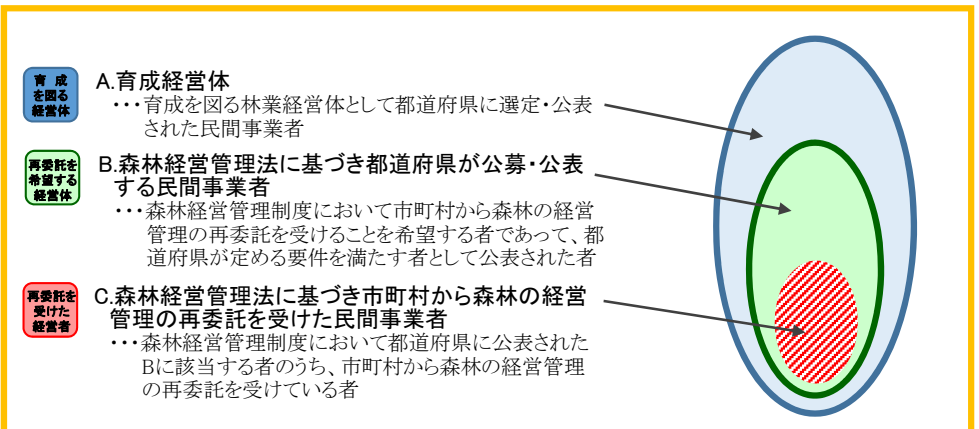 育 成
を図る
経営体
A.育成経営体
・・・育成を図る林業経営体として都道府県に選定・公表
された民間事業者
再委託を
希望する
経営体
B.森林経営管理法に基づき都道府県が公募・公表
する民間事業者
・・・森林経営管理制度において市町村から森林の経営
管理の再委託を受けることを希望する者であって、都
道府県が定める要件を満たす者として公表された者
再委託を
受けた
経営者
C.森林経営管理法に基づき市町村から森林の経営
管理の再委託を受けた民間事業者
・・・森林経営管理制度において都道府県に公表された
Bに該当する者のうち、市町村から森林の経営管理
の再委託を受けている者